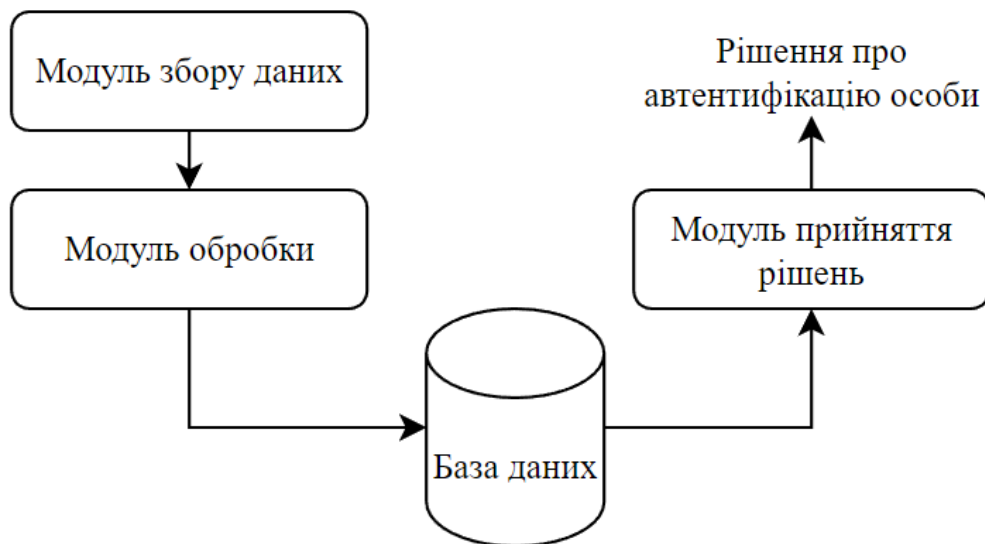 Модуль збору даних
Модуль обробки
База даних
Модуль прийняття
рішень
Рішення про
автентифікацію особи